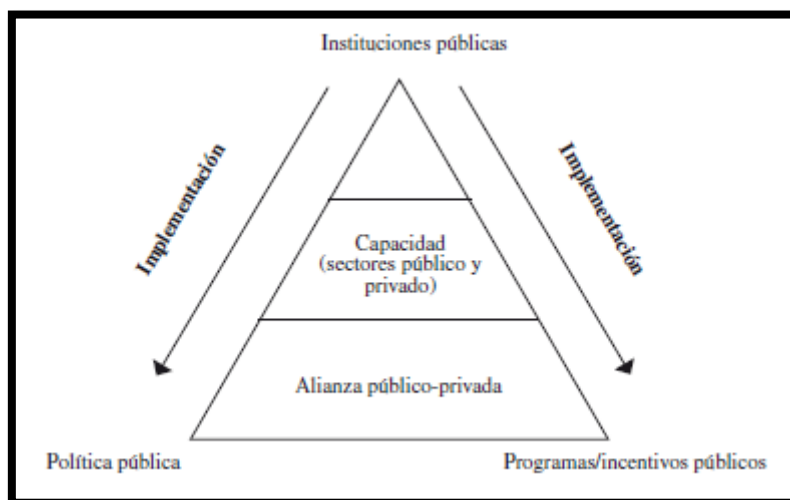 Instituciones públicas
Implementación
Implementación
Capacidad
(sectores público y
privado)
Alianza público-privada
Política pública
Programas/incentivos públicos